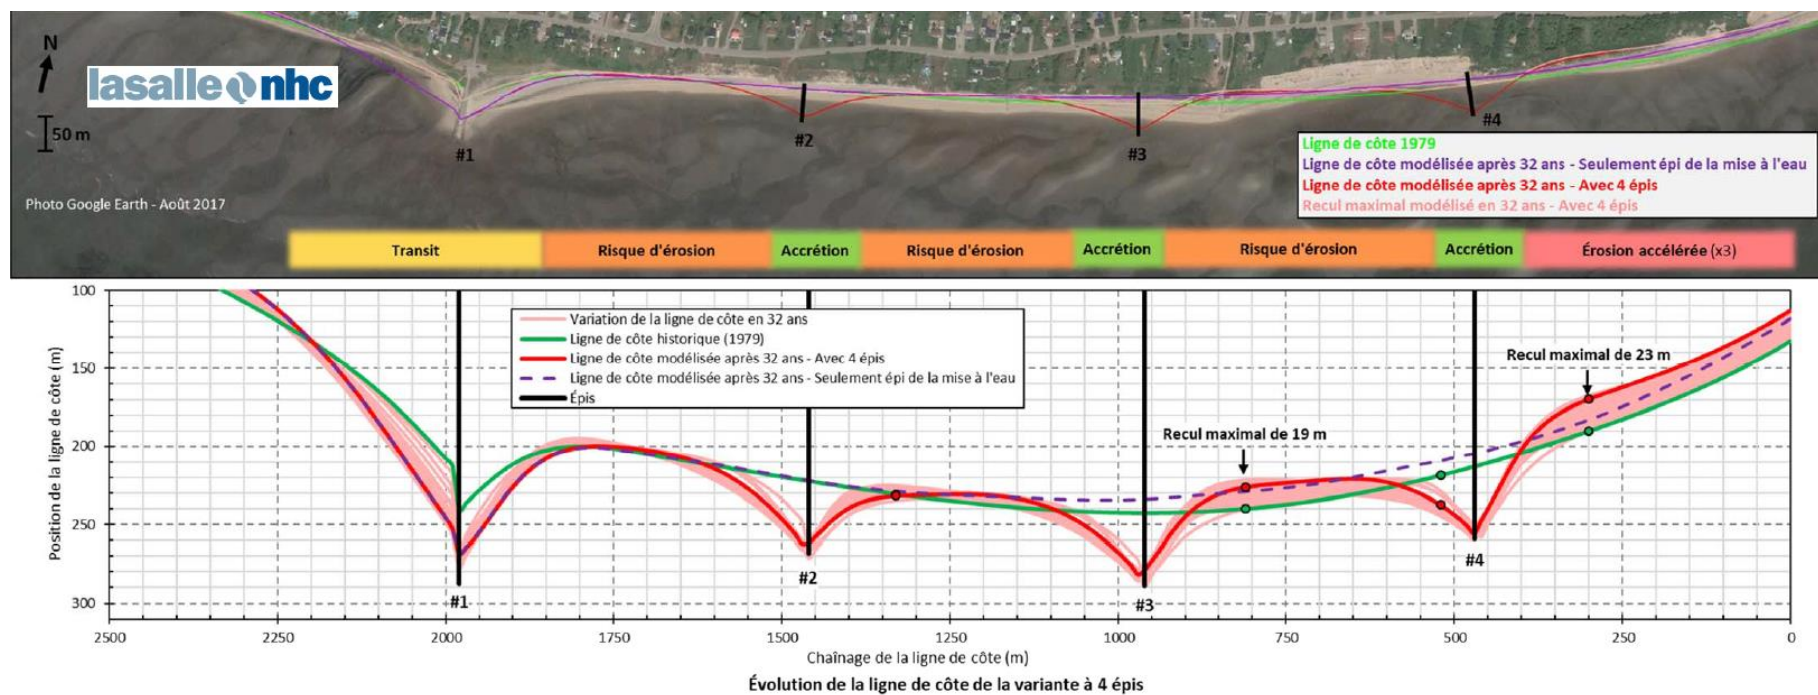 N
lasalle nhc
50 m
#1
#2
#3
#4
Ligne de côte 1979
Ligne de côte modélisée après 32 ans - Seulement épi de la mise à l'eau
Ligne de côte modélisée après 32 ans - Avec 4 épis
Recul maximal modélisé en 32 ans - Avec 4 épis
Photo Google Earth - Août 2017
Transit
Risque d'érosion
Accrétion
Risque d'érosion
Accrétion
Risque d'érosion
Accrétion
Érosion accélérée (x3)
Position de la ligne de côte (m)
100
150
200
250
300
Variation de la ligne de côte en 32 ans
Ligne de côte historique (1979)
Ligne de côte modélisée après 32 ans - Avec 4 épis
Ligne de côte modélisée après 32 ans - Seulement épi de la mise à l'eau
Épis
Recul maximal de 23 m
Recul maximal de 19 m
#1
#2
#3
#4
2500
2250
2000
1750
1500
1250
1000
750
500
250
0
Chaînage de la ligne de côte (m)
Évolution de la ligne de côte de la variante à 4 épis